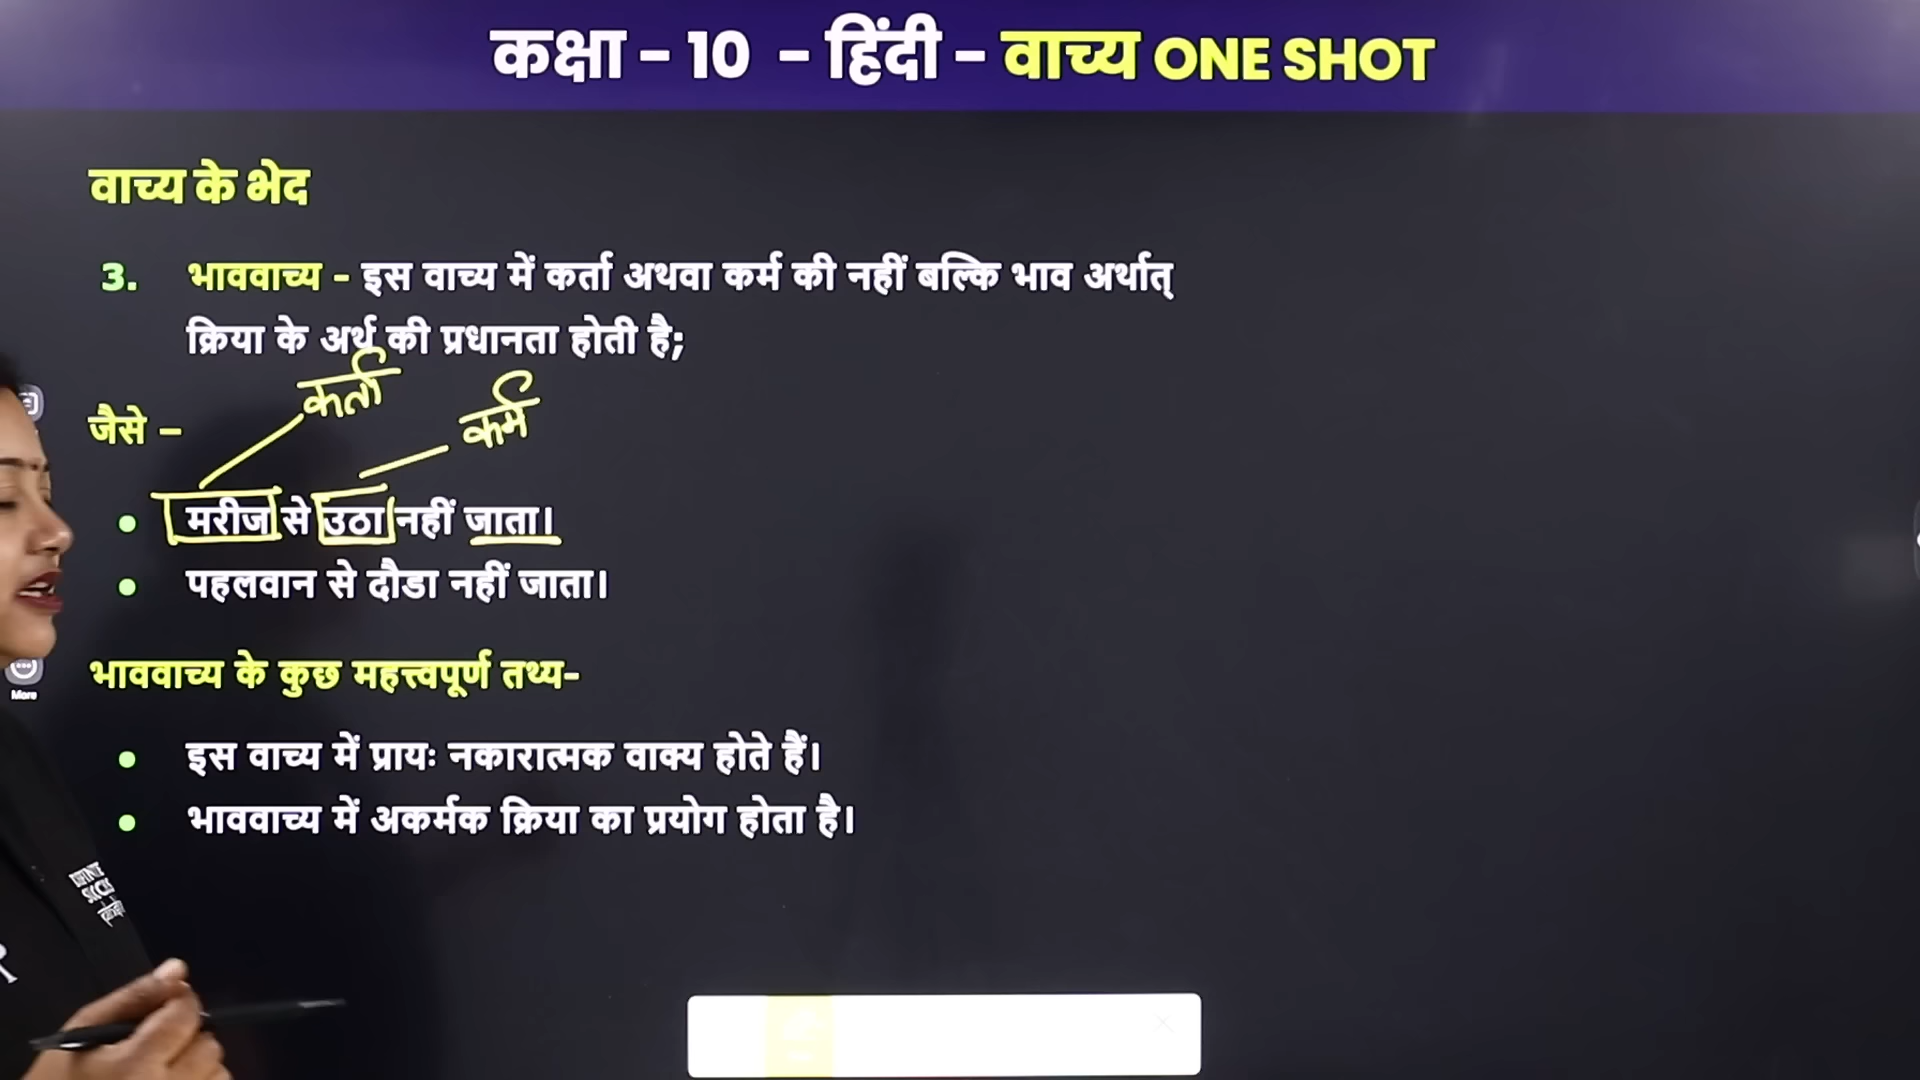 कक्षा - 10 - हिंदी - वाच्य ONE SHOT
वाच्य के भेद
3. भाववाच्य - इस वाच्य में कर्ता अथवा कर्म की नहीं बल्कि भाव अर्थात्
क्रिया के अर्थ की प्रधानता होती है;
कर्ता
कर्म
जैसे –
मरीज से उठा नहीं जाता।
पहलवान से दौडा नहीं जाता।
भाववाच्य के कुछ महत्त्वपूर्ण तथ्य-
More
इस वाच्य में प्रायः नकारात्मक वाक्य होते हैं।
भाववाच्य में अकर्मक क्रिया का प्रयोग होता है।